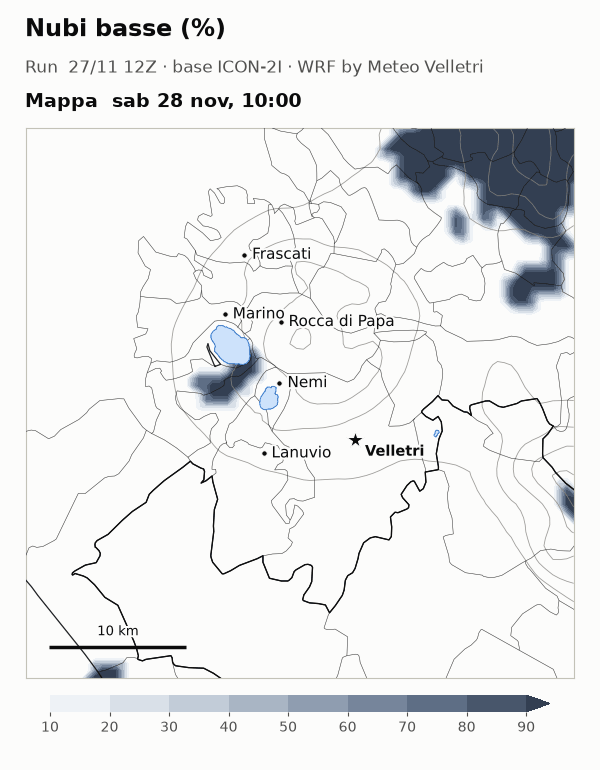 Nubi basse (%)
Run  27/11 12Z · base ICON-2I · WRF by Meteo Velletri
Mappa  sab 28 nov, 10:00
Frascati
Marino
Rocca di Papa
Nemi
Velletri
Lanuvio
10 km
10 20 30 40 50 60 70 80 90